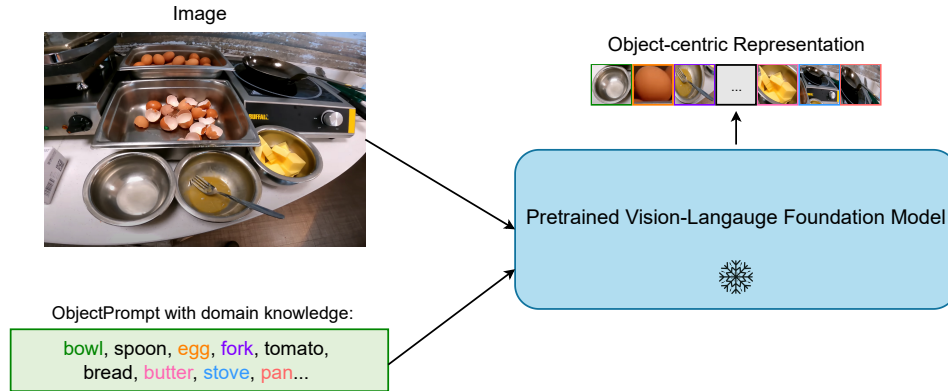 Image
Object-centric Representation
...
Pretrained Vision-Langauge Foundation Model
ObjectPrompt with domain knowledge:
bowl, spoon, egg, fork, tomato,
bread, butter, stove, pan...